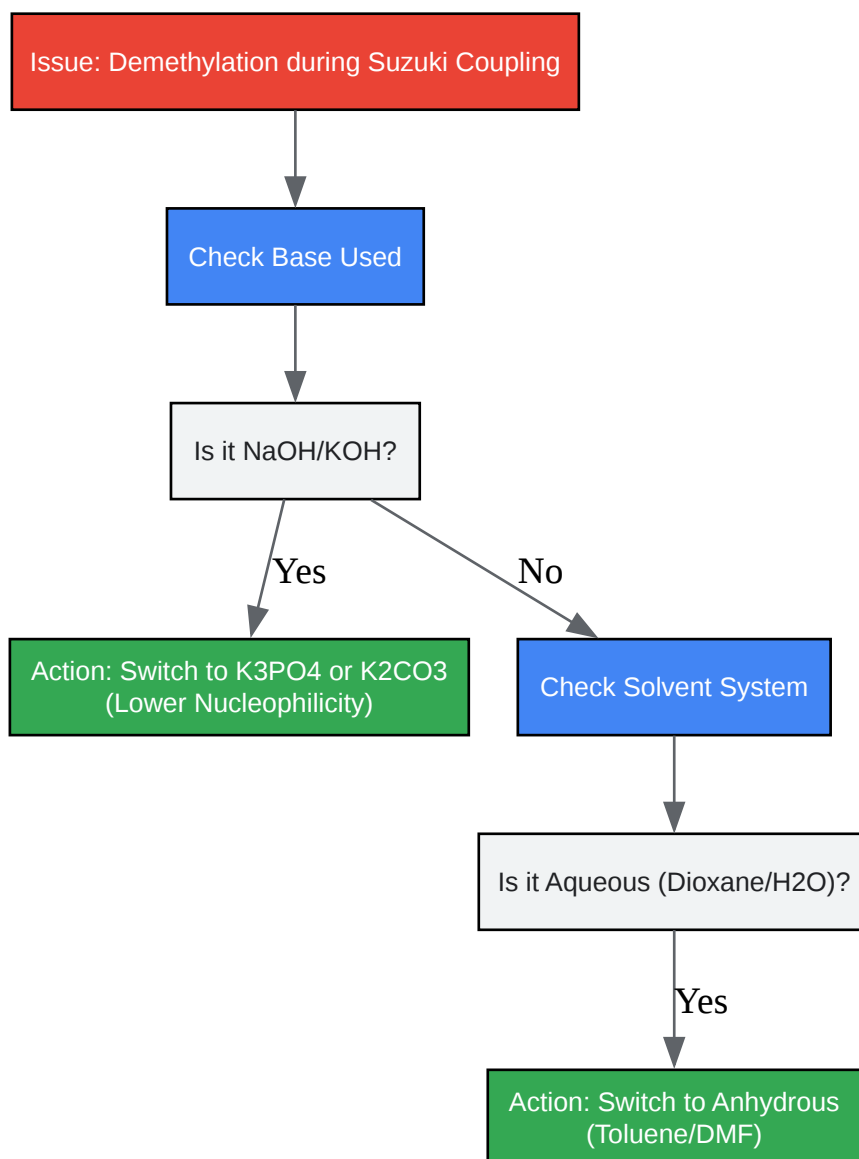 Issue: Demethylation during Suzuki Coupling
Check Base Used
Is it NaOH/KOH?
Yes
No
Action: Switch to K3PO4 or K2CO3
(Lower Nucleophilicity)
Check Solvent System
Is it Aqueous (Dioxane/H2O)?
Yes
Action: Switch to Anhydrous
(Toluene/DMF)